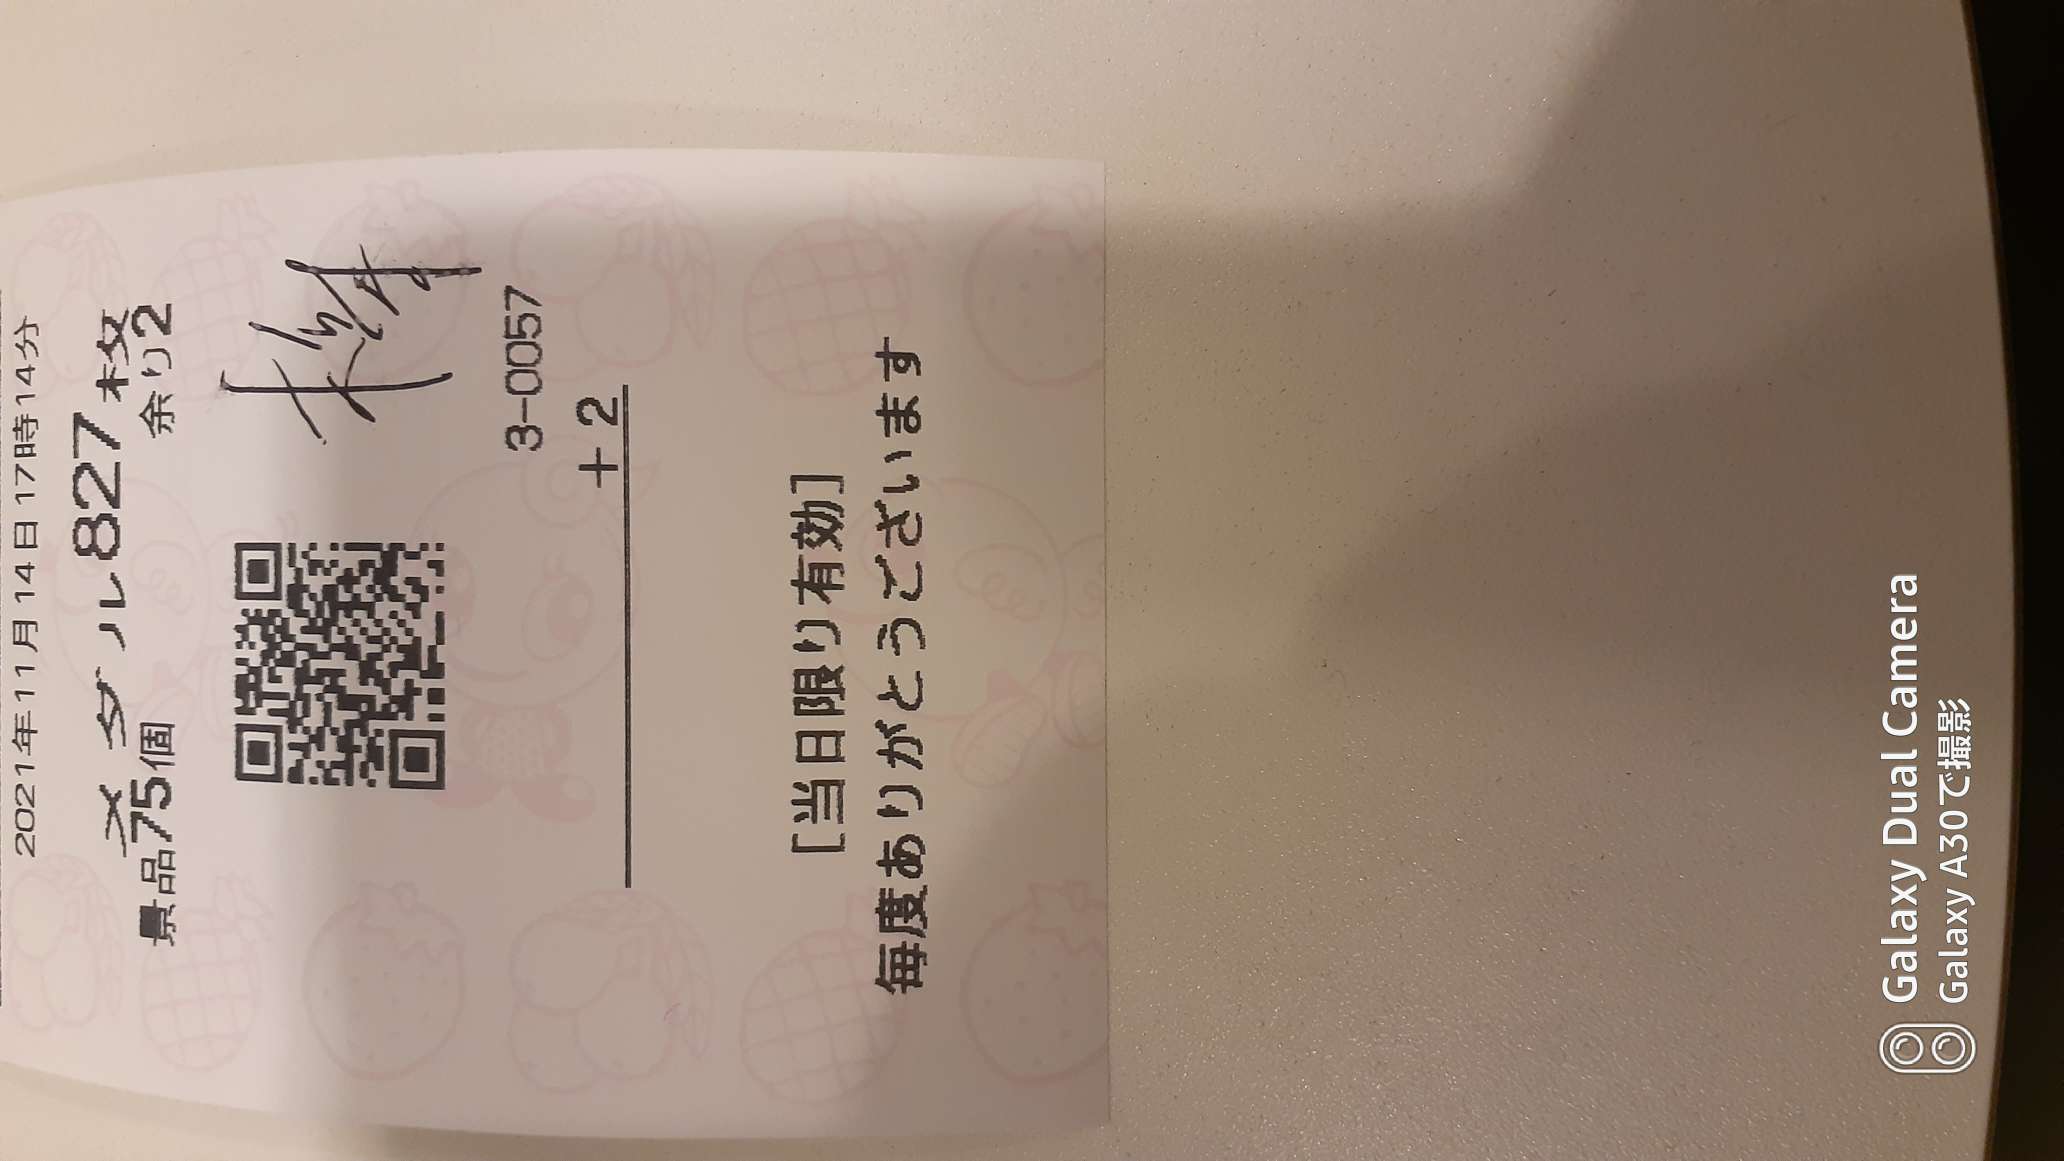 2021年11月14日 17時14分
メダル827枚
景品75個 余り2
3-0057
+2
[当日限り有効]
毎度ありがとうございます
Galaxy Dual Camera
Galaxy A30で撮影